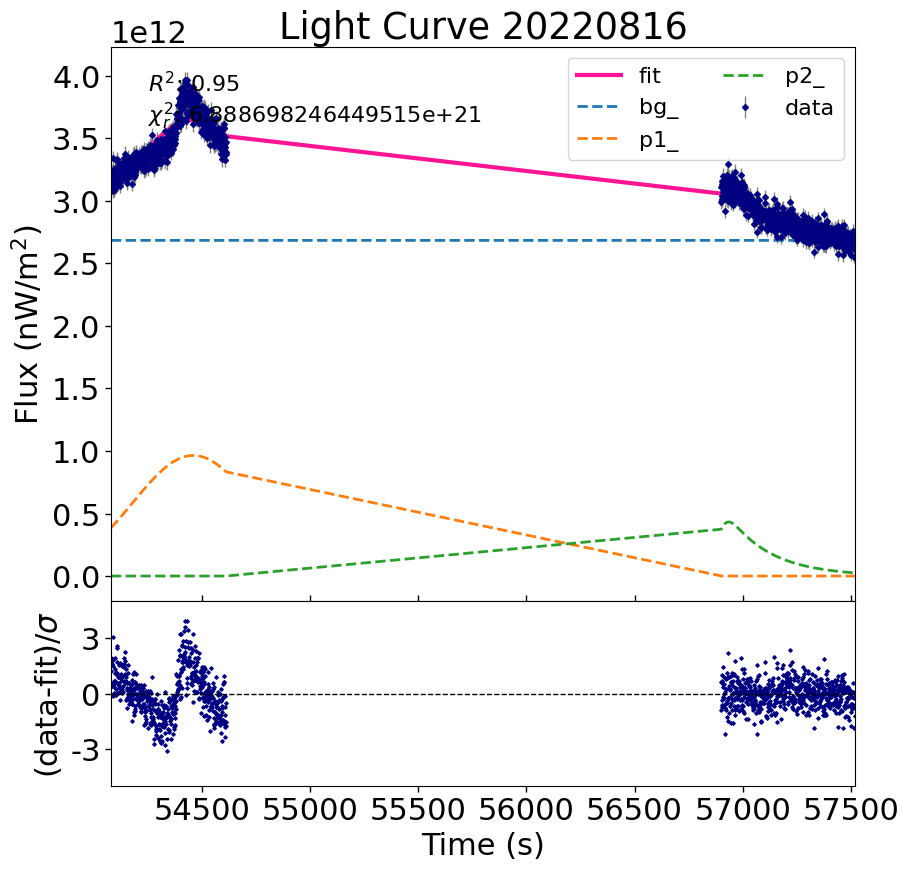 Light Curve 20220816
1e12
R²: 0.95
χ_r²: 6.888698246449515e+21
fit
bg_
p1_
p2_
data
Flux (nW/m²)
4.0
3.5
3.0
2.5
2.0
1.5
1.0
0.5
0.0
(data-fit)/σ
3
0
-3
54500 55000 55500 56000 56500 57000 57500
Time (s)